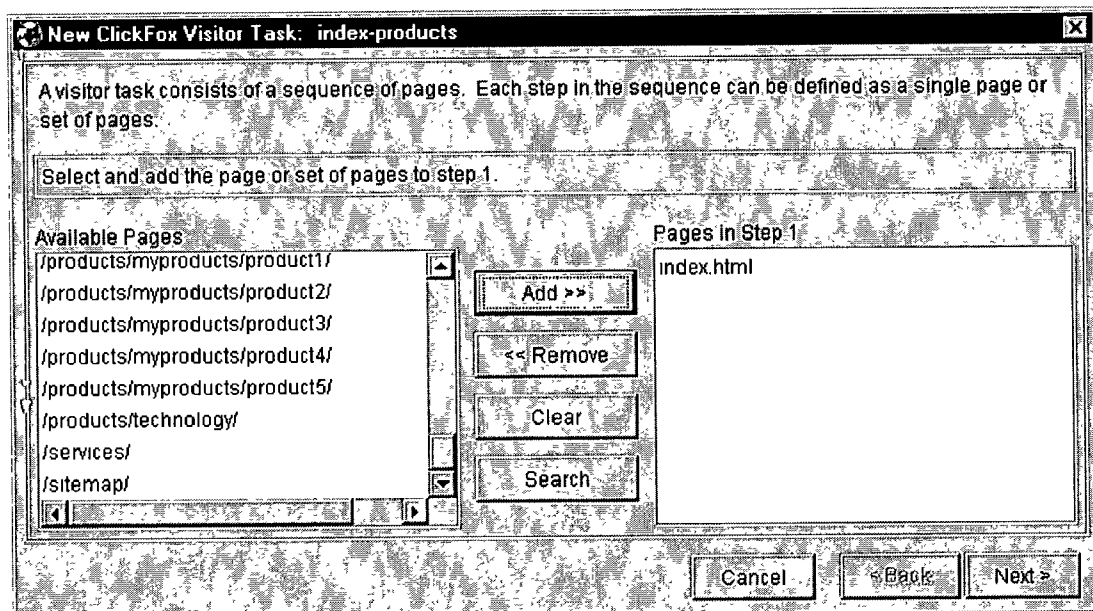 New ClickFox Visitor Task: index-products
A visitor task consists of a sequence of pages. Each step in the sequence can be defined as a single page or
set of pages.
Select and add the page or set of pages to step 1.
Available Pages
/products/myproducts/product1/
/products/myproducts/product2/
/products/myproducts/product3/
/products/myproducts/product4/
/products/myproducts/product5/
/products/technology/
/services/
/sitemap/
Add >>
<< Remove
Clear
Search
Pages in Step 1
index.html
Cancel
< Back
Next >